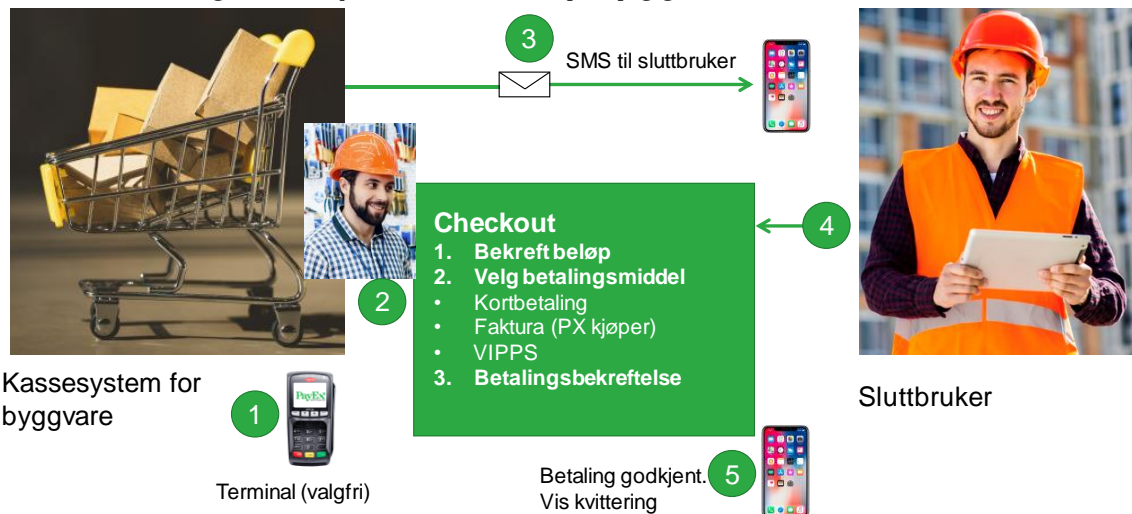 3
SMS til sluttbruker
4
2
Checkout
1. Bekreft beløp
2. Velg betalingsmiddel
• Kortbetaling
• Faktura (PX kjøper)
• VIPPS
3. Betalingsbekreftelse
Kassesystem for
byggvare
1
PayEx
Terminal (valgfri)
Sluttbruker
Betaling godkjent.
Vis kvittering
5